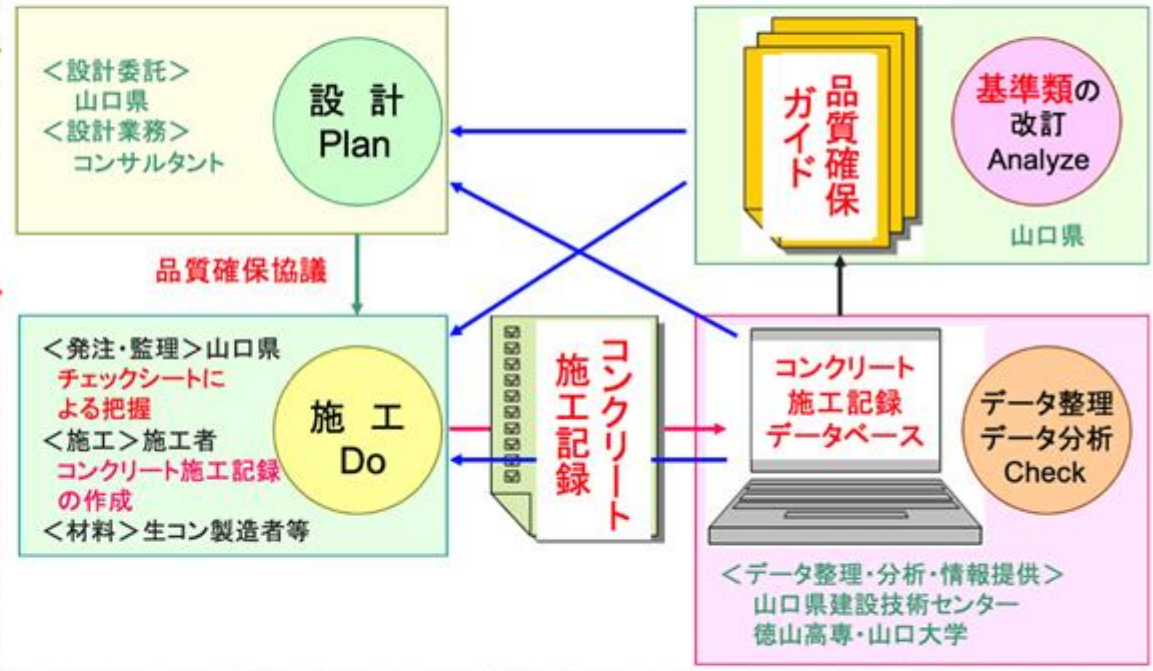 <設計委託>
山口県
<設計業務>
コンサルタント
設 計
Plan
品質確保
ガイド
基準類の
改訂
Analyze
山口県
品質確保協議
<発注・監理>山口県
チェックシートに
よる把握
<施工>施工者
コンクリート施工記録
の作成
<材料>生コン製造者等
施 工
Do
コンクリート
施工記録
コンクリート
施工記録
データベース
データ整理
データ分析
Check
<データ整理・分析・情報提供>
山口県建設技術センター
徳山高専・山口大学